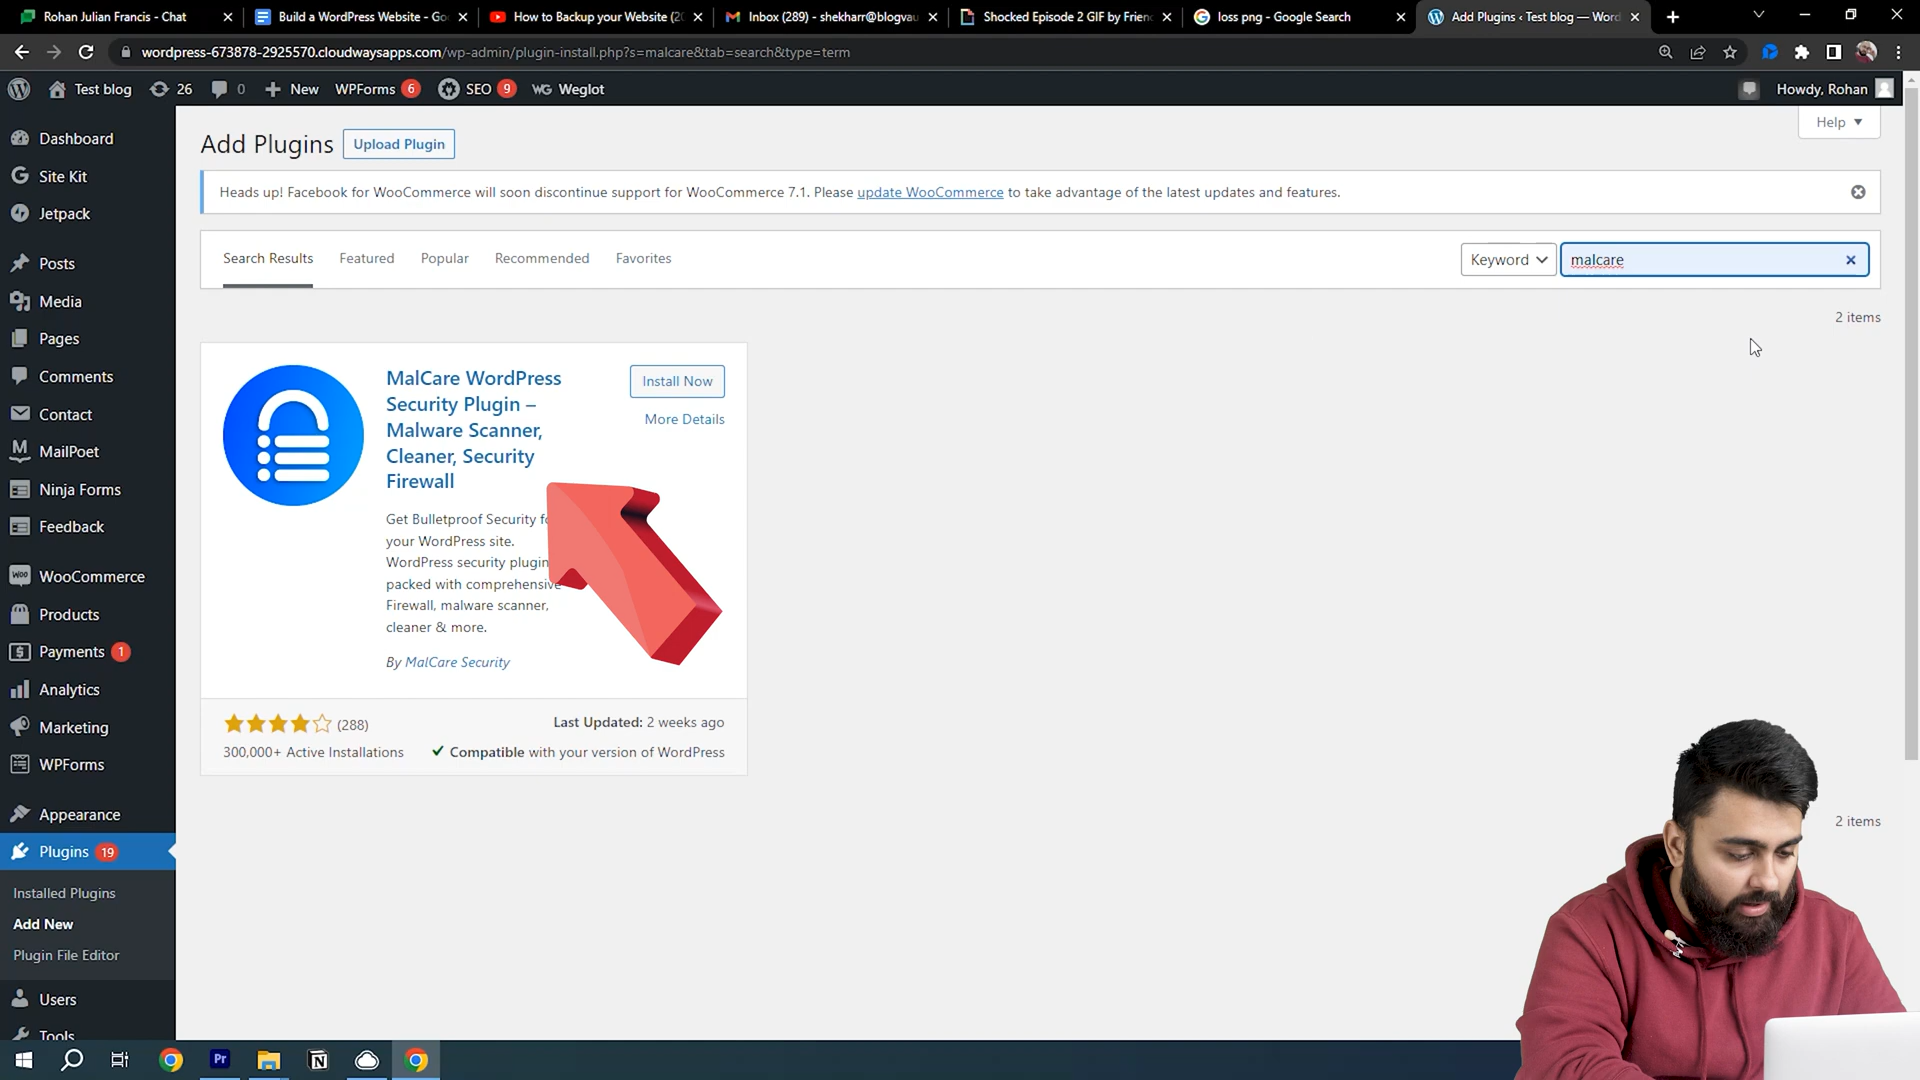 Rohan Julian Francis - Chat
Build a WordPress Website - Go
How to Backup your Website (20
Inbox (289) - shekharr@blogvau
Shocked Episode 2 GIF by Frien
loss png - Google Search
Add Plugins ‹ Test blog — Word
wordpress-673878-2925570.cloudwaysapps.com/wp-admin/plugin-install.php?s=malcare&tab=search&type=term
Test blog 26 0 New WPForms 6 SEO 9 WG Weglot Howdy, Rohan
Help
Add Plugins
Upload Plugin
Heads up! Facebook for WooCommerce will soon discontinue support for WooCommerce 7.1. Please update WooCommerce to take advantage of the latest updates and features.
Search Results Featured Popular Recommended Favorites
Keyword
malcare
2 items
MalCare WordPress
Security Plugin –
Malware Scanner,
Cleaner, Security
Firewall
Install Now
More Details
Get Bulletproof Security
your WordPress site.
WordPress security plugin
packed with comprehensive
Firewall, malware scanner,
cleaner & more.
By MalCare Security
(288)
Last Updated: 2 weeks ago
300,000+ Active Installations
Compatible with your version of WordPress
2 items
Dashboard
Site Kit
Jetpack
Posts
Media
Pages
Comments
Contact
MailPoet
Ninja Forms
Feedback
WooCommerce
Products
Payments 1
Analytics
Marketing
WPForms
Appearance
Plugins 19
Installed Plugins
Add New
Plugin File Editor
Users
Tools
Pr